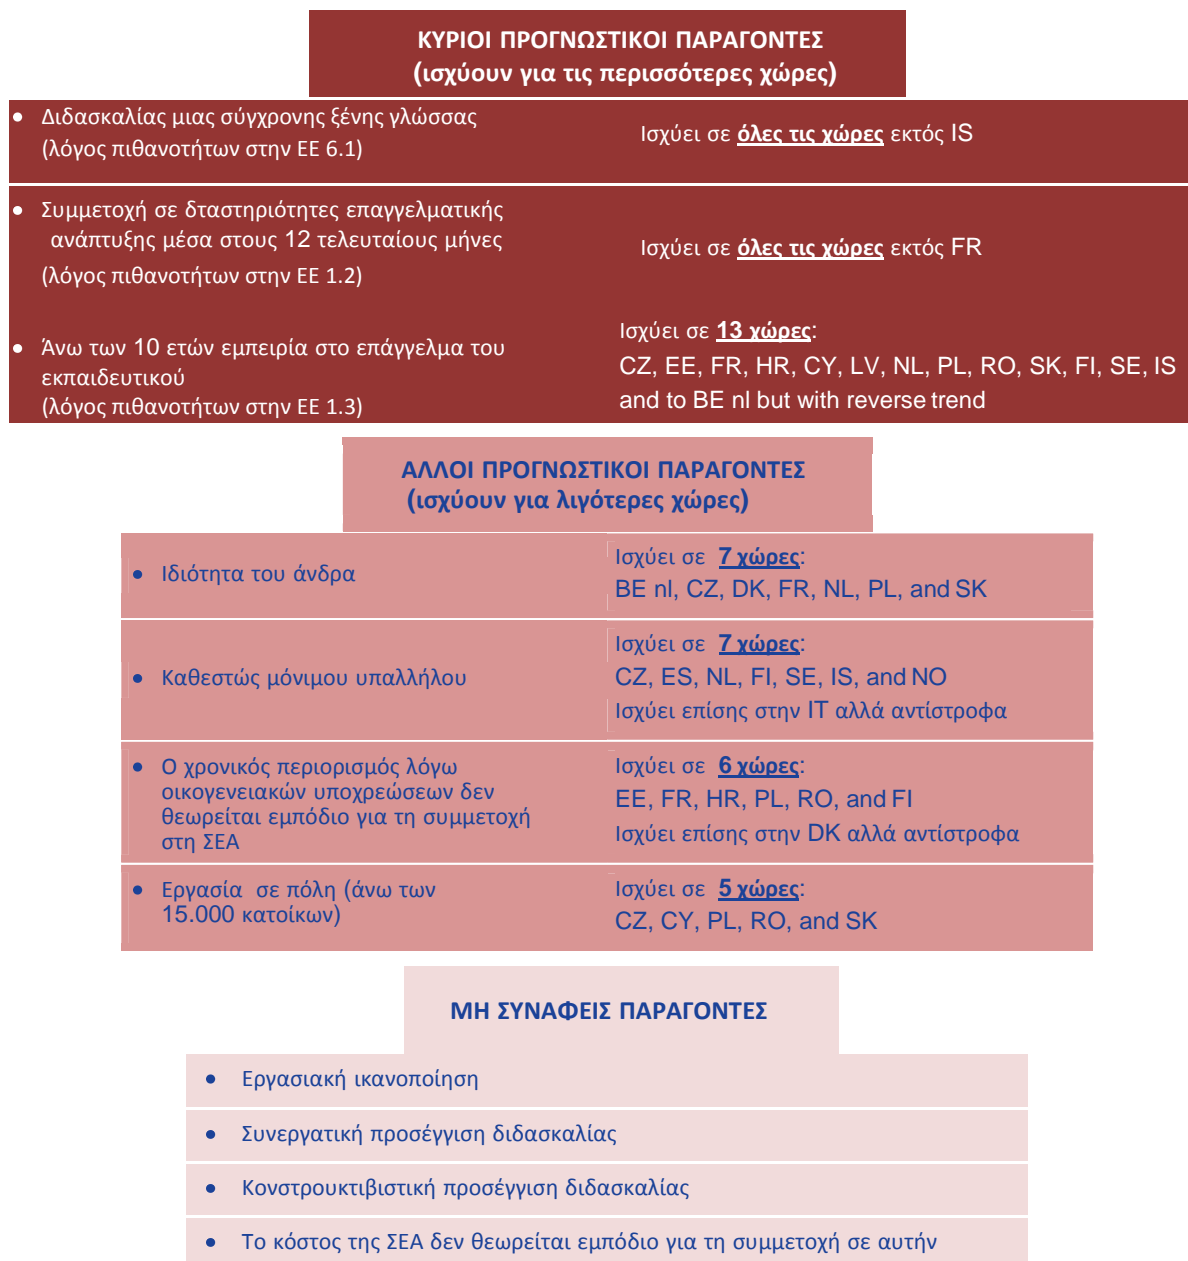 ΚΥΡΙΟΙ ΠΡΟΓΝΩΣΤΙΚΟΙ ΠΑΡΑΓΟΝΤΕΣ
(ισχύουν για τις περισσότερες χώρες)
• Διδασκαλίας μιας σύγχρονης ξένης γλώσσας
(λόγος πιθανοτήτων στην ΕΕ 6.1)
Ισχύει σε όλες τις χώρες εκτός IS
• Συμμετοχή σε δταστηριότητες επαγγελματικής
ανάπτυξης μέσα στους 12 τελευταίους μήνες
(λόγος πιθανοτήτων στην ΕΕ 1.2)
Ισχύει σε όλες τις χώρες εκτός FR
• Άνω των 10 ετών εμπειρία στο επάγγελμα του
εκπαιδευτικού
(λόγος πιθανοτήτων στην ΕΕ 1.3)
Ισχύει σε 13 χώρες:
CZ, EE, FR, HR, CY, LV, NL, PL, RO, SK, FI, SE, IS
and to BE nl but with reverse trend
ΑΛΛΟΙ ΠΡΟΓΝΩΣΤΙΚΟΙ ΠΑΡΑΓΟΝΤΕΣ
(ισχύουν για λιγότερες χώρες)
• Ιδιότητα του άνδρα
Ισχύει σε 7 χώρες:
BE nl, CZ, DK, FR, NL, PL, and SK
• Καθεστώς μόνιμου υπαλλήλου
Ισχύει σε 7 χώρες:
CZ, ES, NL, FI, SE, IS, and NO
Ισχύει επίσης στην IT αλλά αντίστροφα
• Ο χρονικός περιορισμός λόγω
οικογενειακών υποχρεώσεων δεν
θεωρείται εμπόδιο για τη συμμετοχή
στη ΣΕΑ
Ισχύει σε 6 χώρες:
EE, FR, HR, PL, RO, and FI
Ισχύει επίσης στην DK αλλά αντίστροφα
• Εργασία σε πόλη (άνω των
15.000 κατοίκων)
Ισχύει σε 5 χώρες:
CZ, CY, PL, RO, and SK
ΜΗ ΣΥΝΑΦΕΙΣ ΠΑΡΑΓΟΝΤΕΣ
• Εργασιακή ικανοποίηση
• Συνεργατική προσέγγιση διδασκαλίας
• Κονστρουκτιβιστική προσέγγιση διδασκαλίας
• Το κόστος της ΣΕΑ δεν θεωρείται εμπόδιο για τη συμμετοχή σε αυτήν